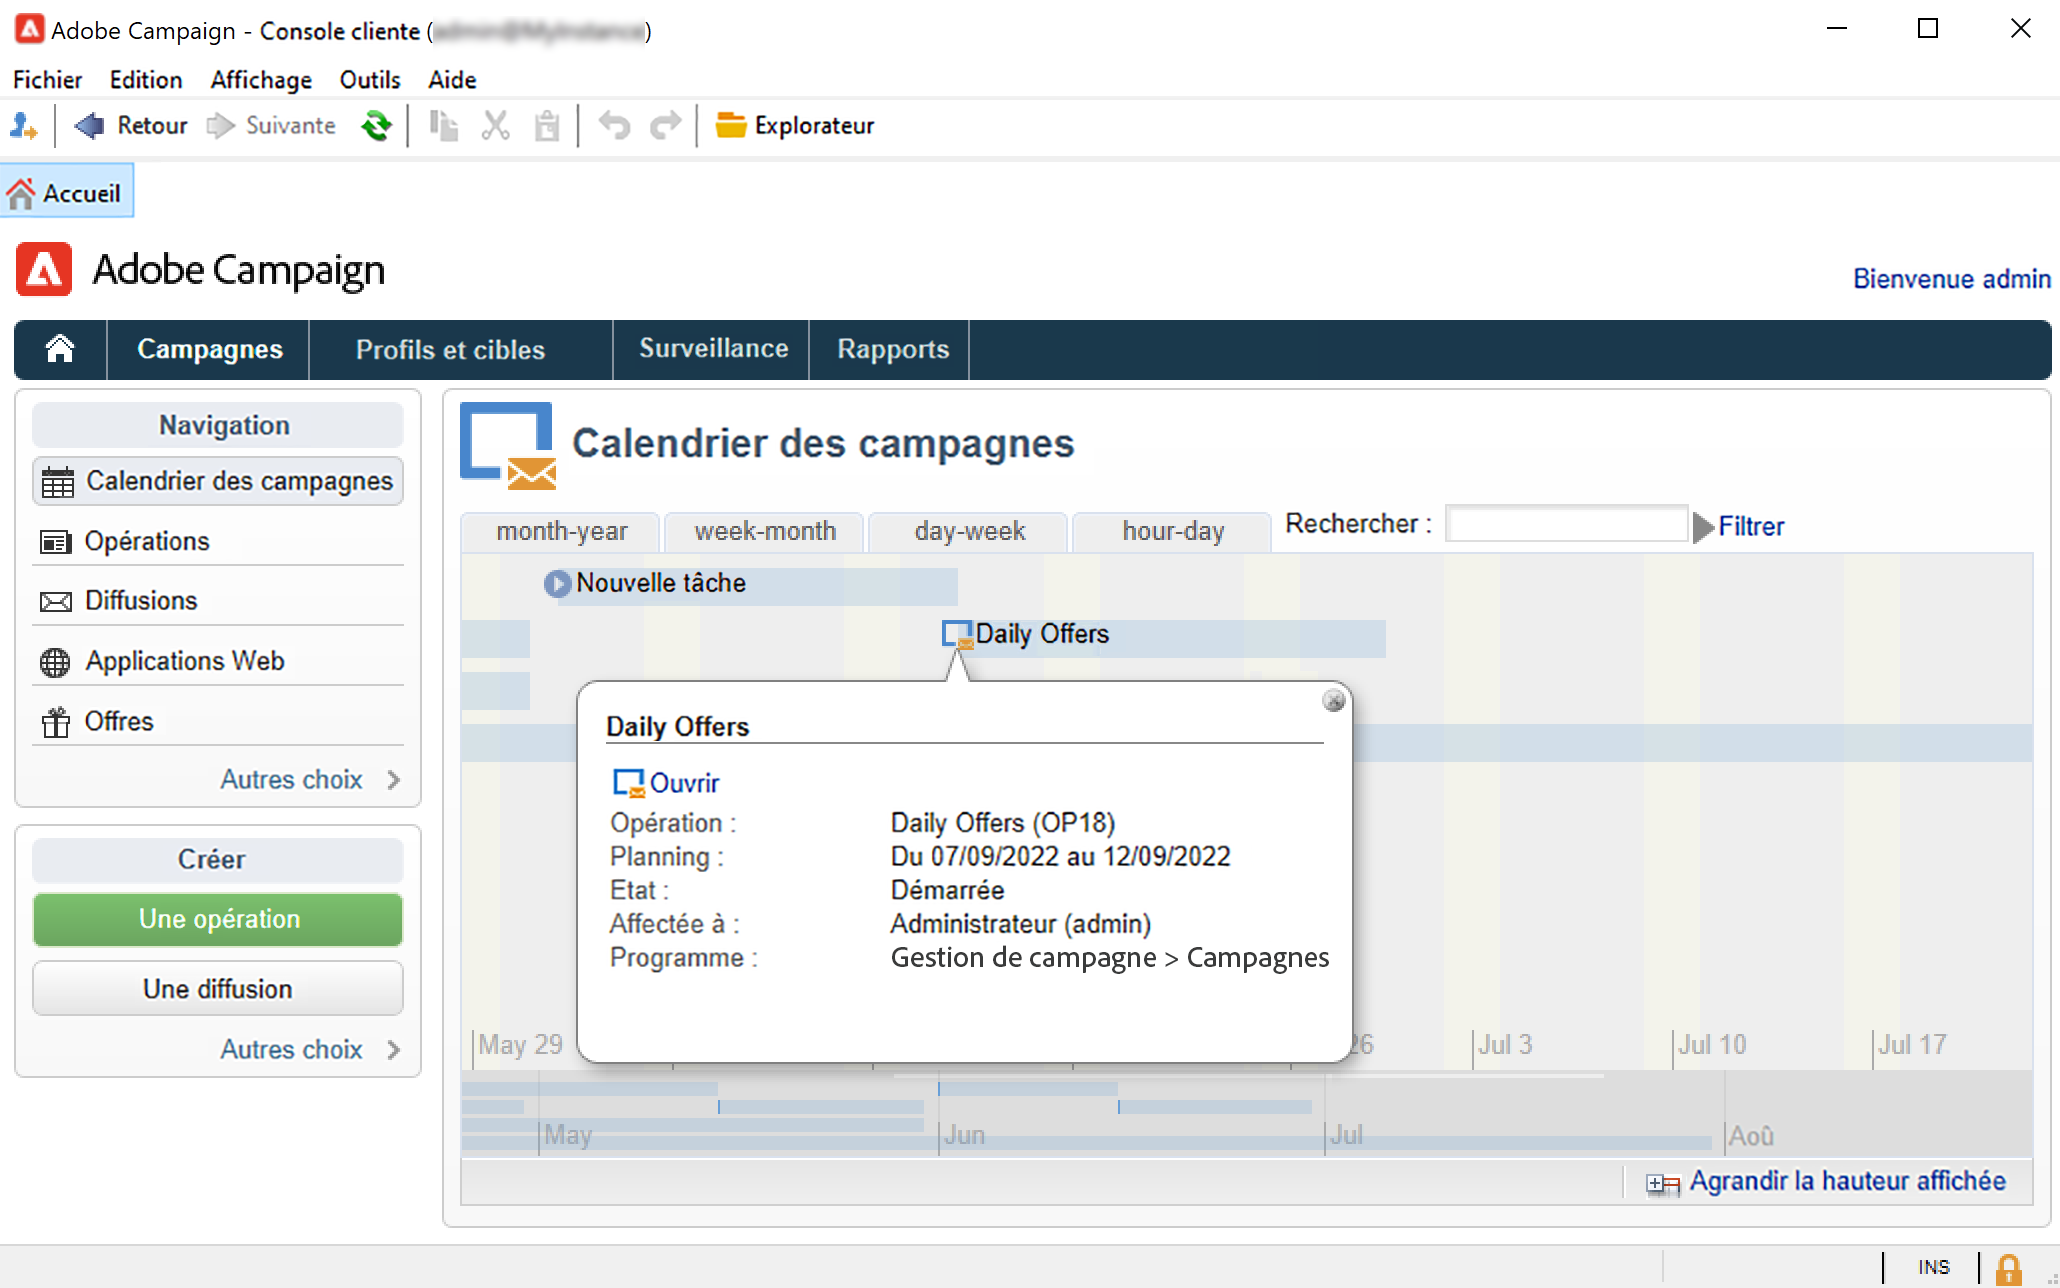 Adobe Campaign - Console cliente ( )
Fichier Edition Affichage Outils Aide
Retour Suivante Explorateur
Accueil
Adobe Campaign
Bienvenue admin
Campagnes Profils et cibles Surveillance Rapports
Navigation
Calendrier des campagnes
Opérations
Diffusions
Applications Web
Offres
Autres choix
Créer
Une opération
Une diffusion
Autres choix
Calendrier des campagnes
month-year week-month day-week hour-day Rechercher : Filtrer
Nouvelle tâche
Daily Offers
Daily Offers
Ouvrir
Opération : Daily Offers (OP18)
Planning : Du 07/09/2022 au 12/09/2022
Etat : Démarrée
Affectée à : Administrateur (admin)
Programme : Gestion de campagne > Campagnes
May 29 26 Jul 3 Jul 10 Jul 17
May Jun Jul Aoû
Agrandir la hauteur affichée
INS